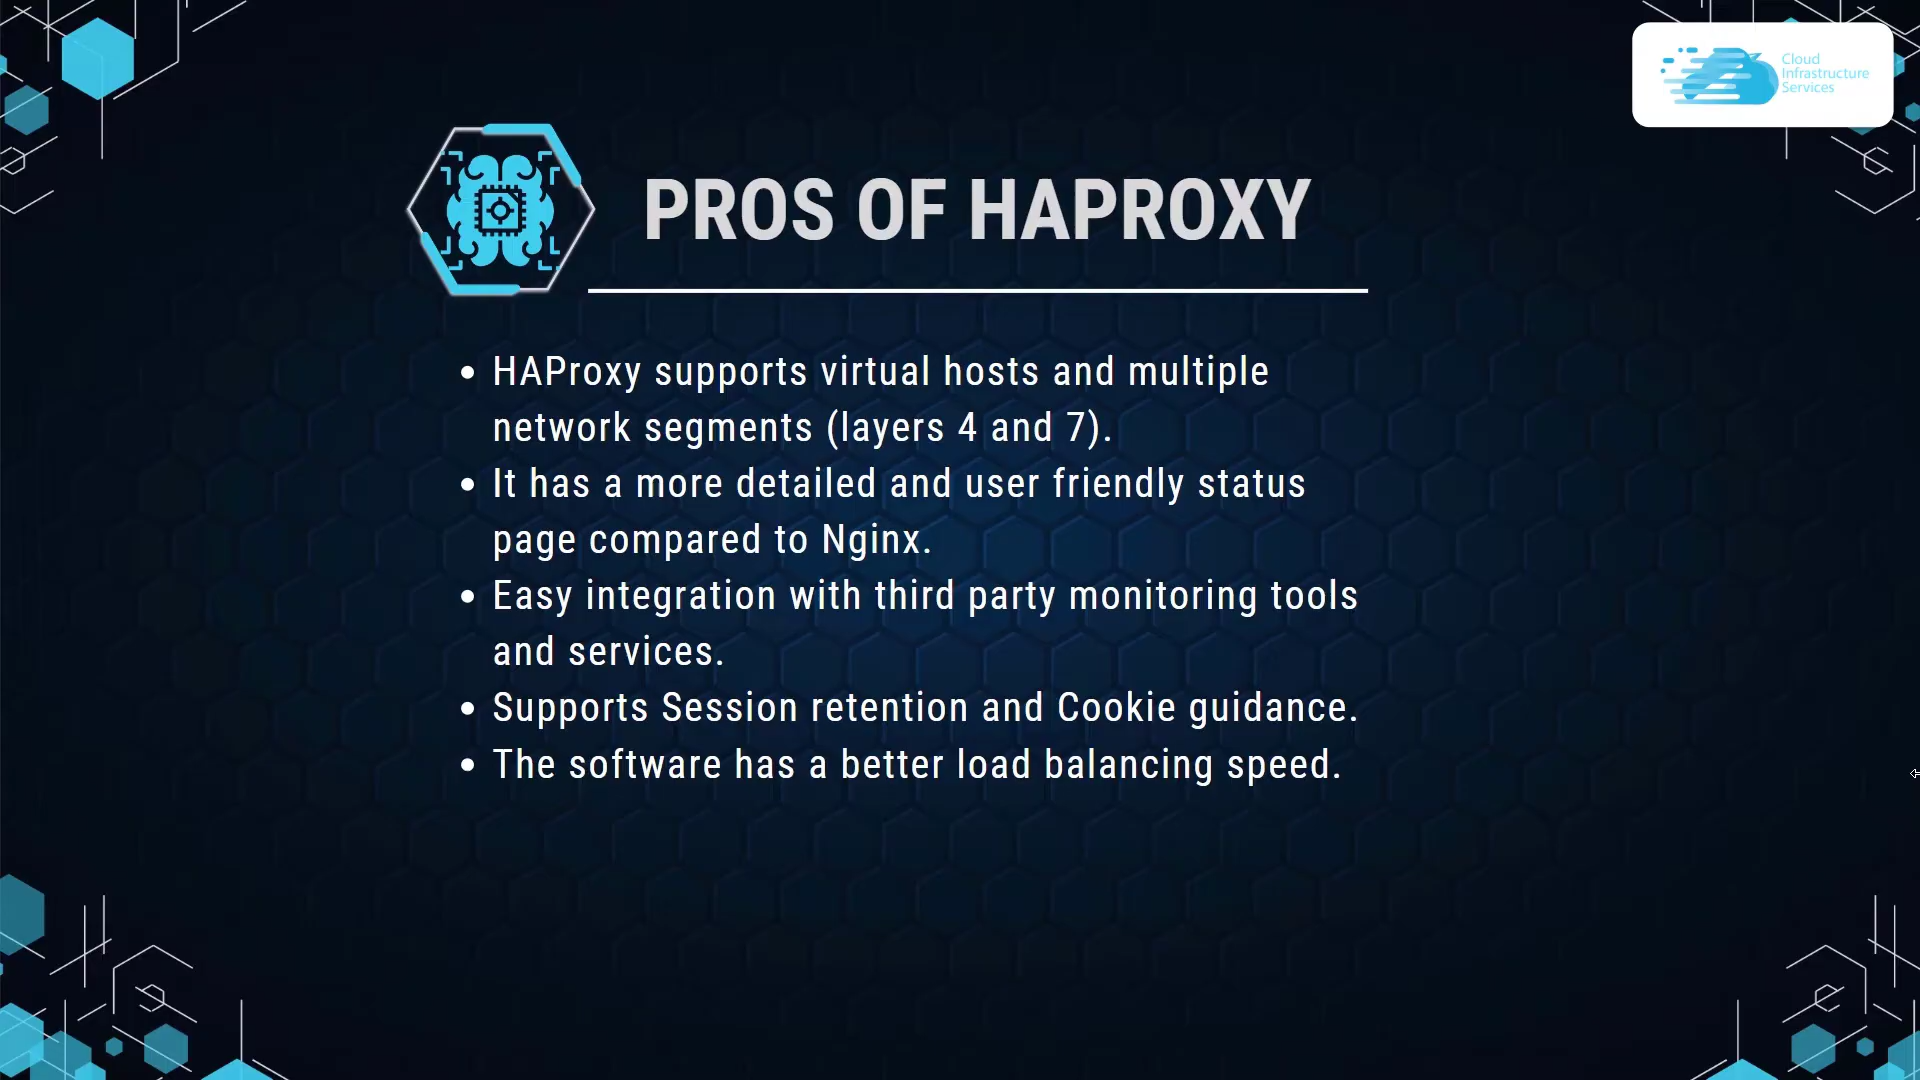 Cloud
Infrastructure
Services
PROS OF HAPROXY
• HAProxy supports virtual hosts and multiple
network segments (layers 4 and 7).
• It has a more detailed and user friendly status
page compared to Nginx.
• Easy integration with third party monitoring tools
and services.
• Supports Session retention and Cookie guidance.
• The software has a better load balancing speed.